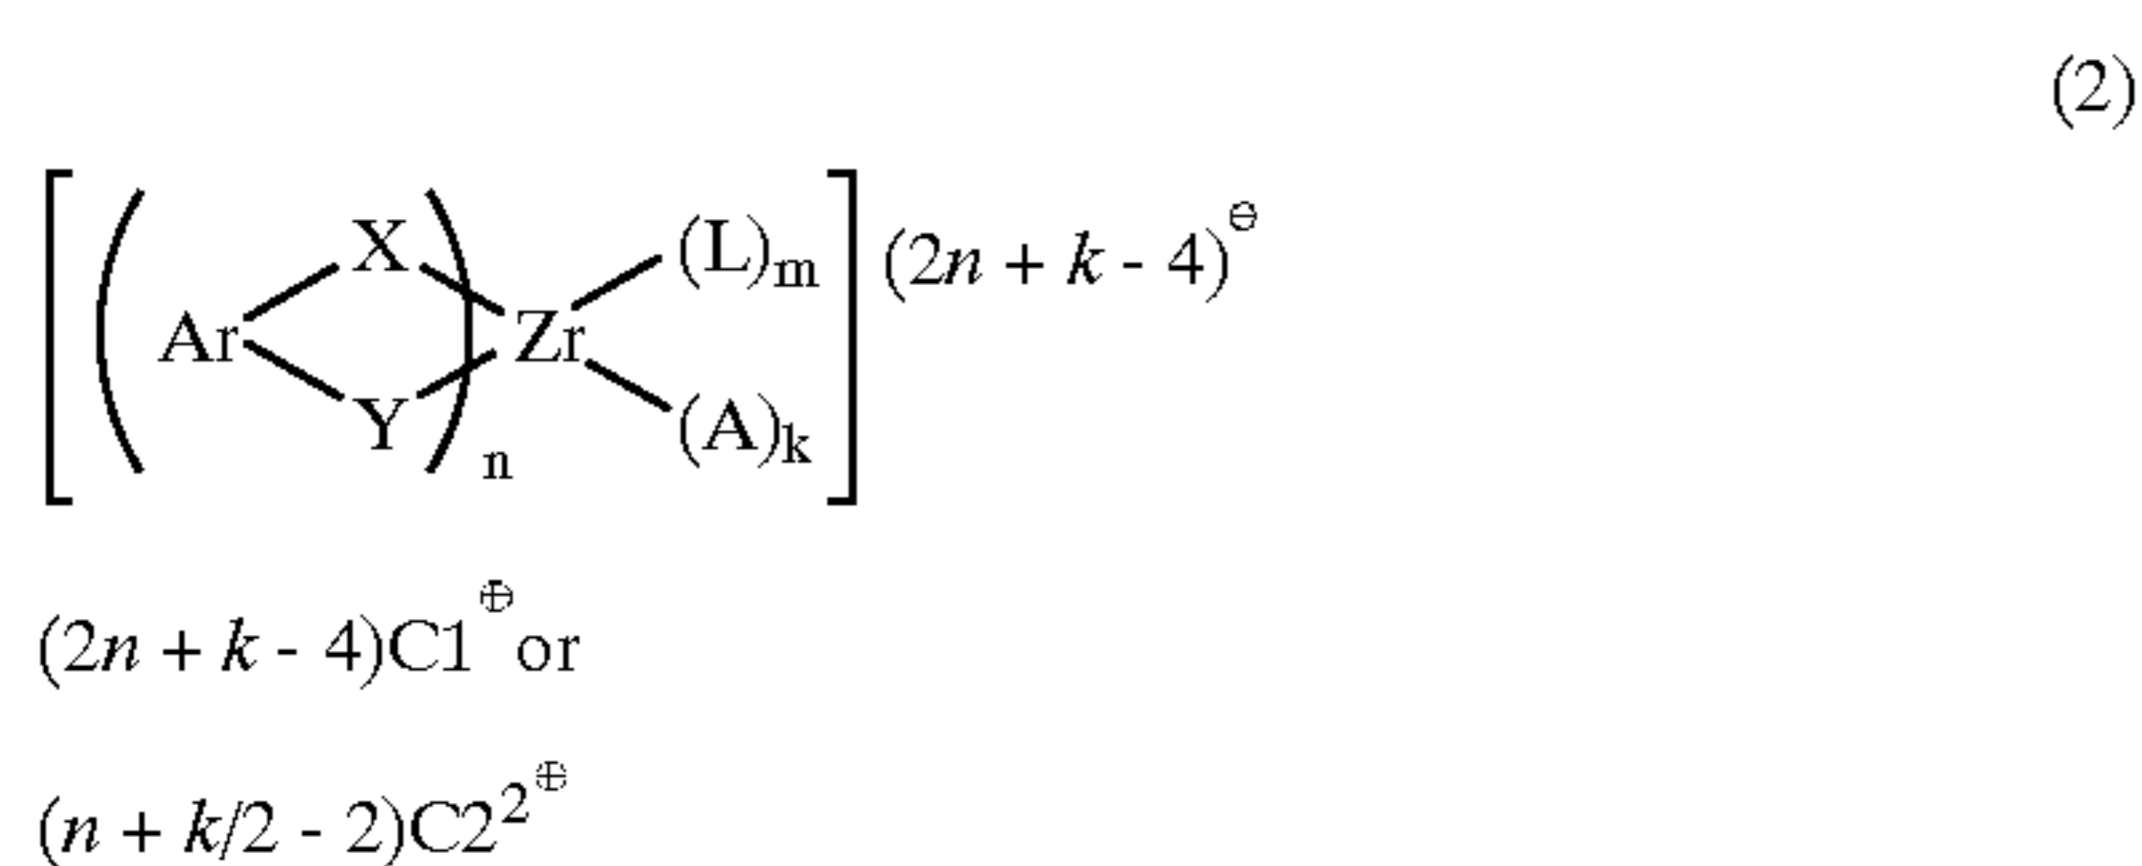 (2)
[(Ar X Y)n Zr (L)m (A)k](2n + k - 4)⊖
(2n + k - 4)C1⊕ or
(n + k/2 - 2)C2²⊕